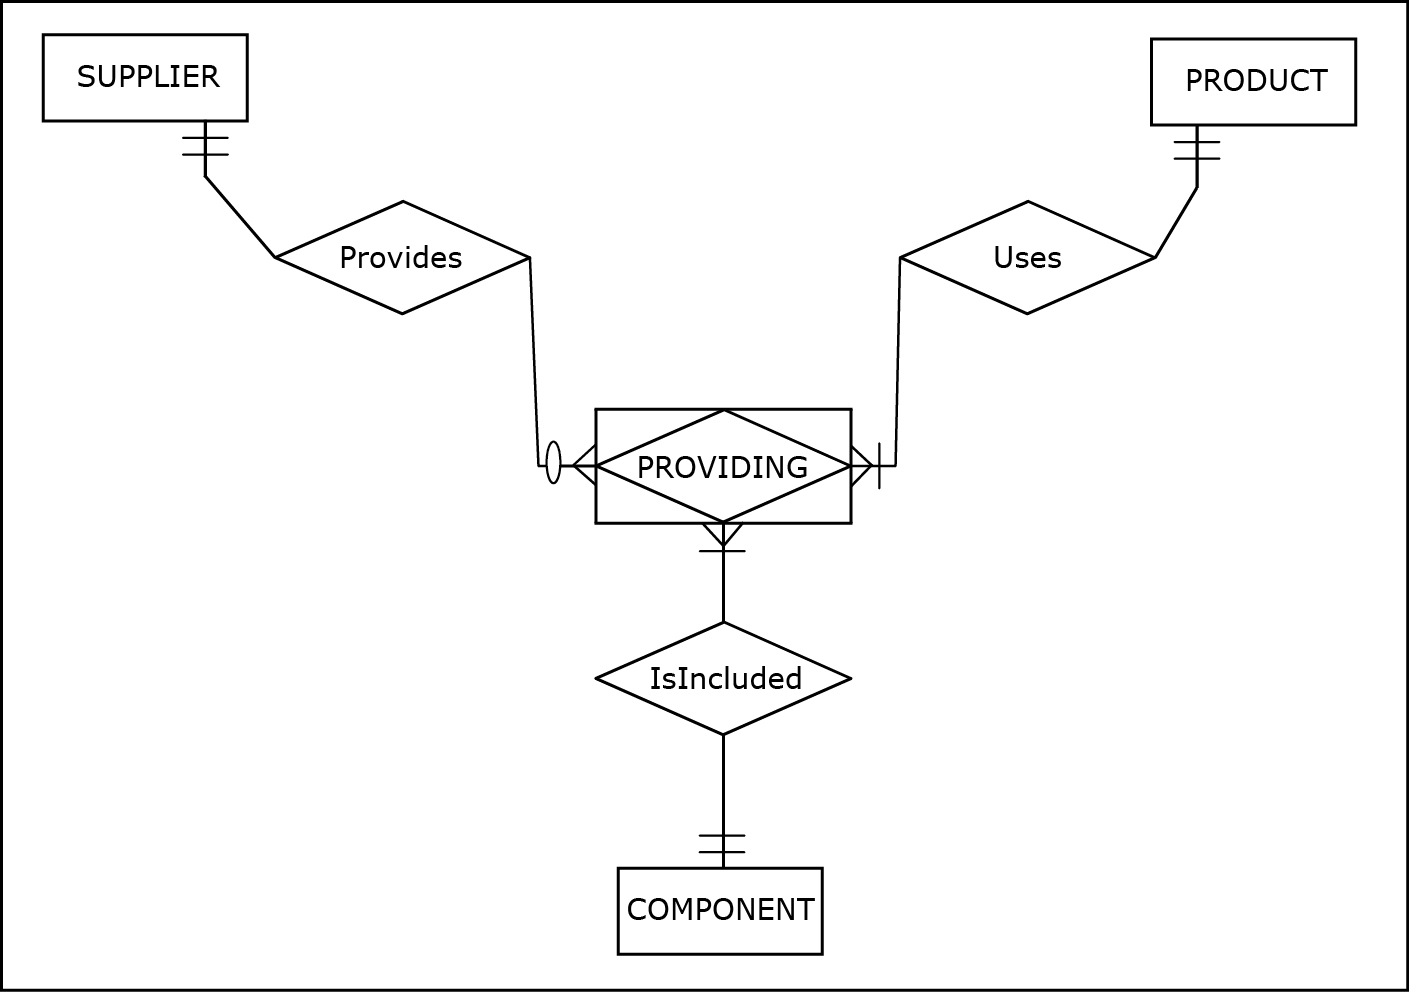 SUPPLIER
PRODUCT
Provides
Uses
PROVIDING
IsIncluded
COMPONENT